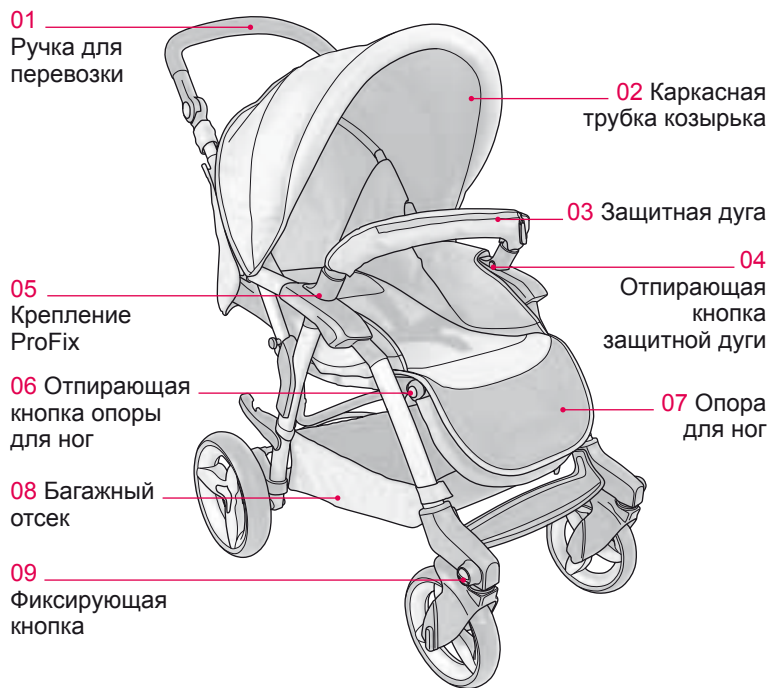 01
Ручка для
перевозки
02 Каркасная
трубка козырька
03 Защитная дуга
04
Отпирающая
кнопка
защитной дуги
05
Крепление
ProFix
06 Отпирающая
кнопка опоры
для ног
07 Опора
для ног
08 Багажный
отсек
09
Фиксирующая
кнопка